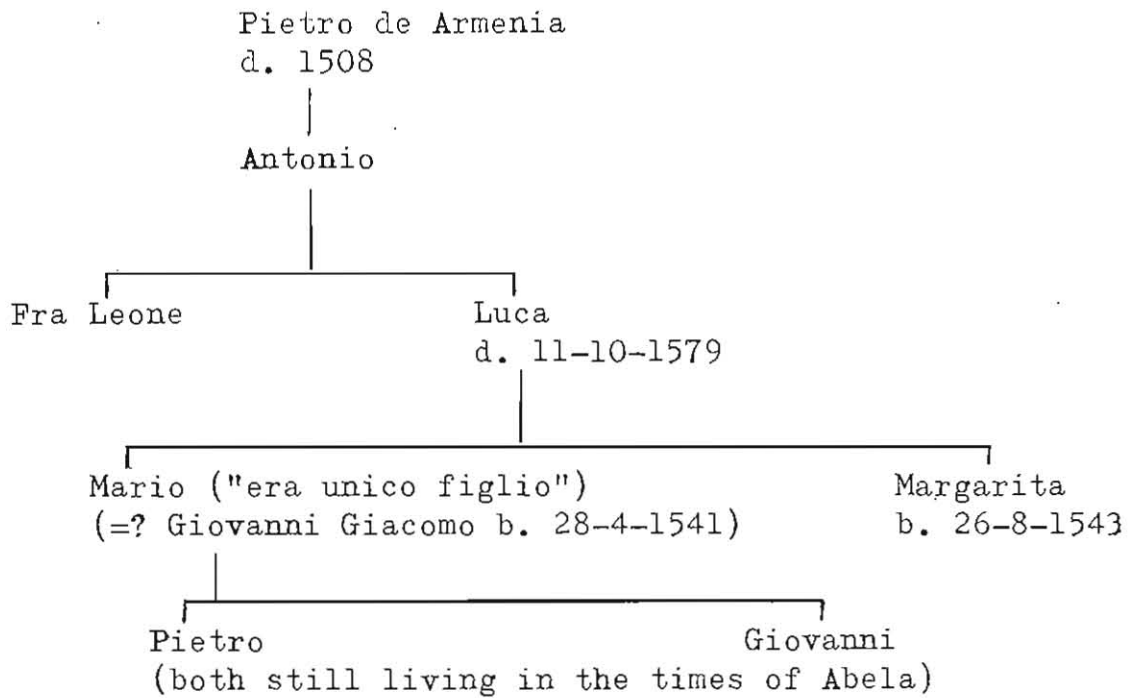 Pietro de Armenia
d. 1508
Antonio
Fra Leone
Luca
d. 11-10-1579
Mario ("era unico figlio")
(=? Giovanni Giacomo b. 28-4-1541)
Margarita
b. 26-8-1543
Pietro
Giovanni
(both still living in the times of Abela)